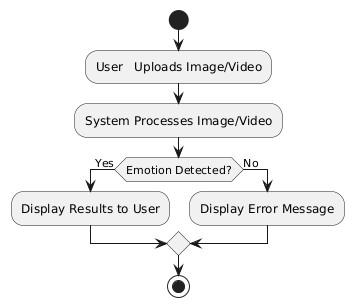 User   Uploads Image/Video
System Processes Image/Video
Yes
Emotion Detected?
No
Display Results to User
Display Error Message